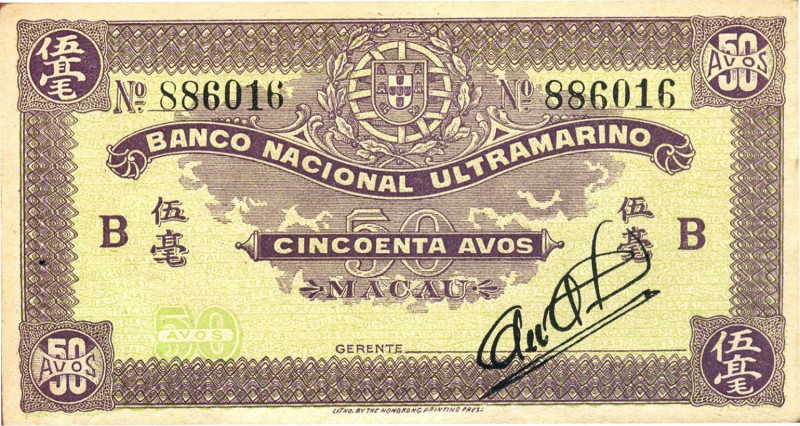 伍毫
50 AVOS
No 886016
No 886016
BANCO NACIONAL ULTRAMARINO
B
伍毫
50
伍毫
B
CINCOENTA AVOS
MACAU
50 AVOS
GERENTE
50 AVOS
伍毫
LITHO. BY THE HONGKONG PRINTING PRESS